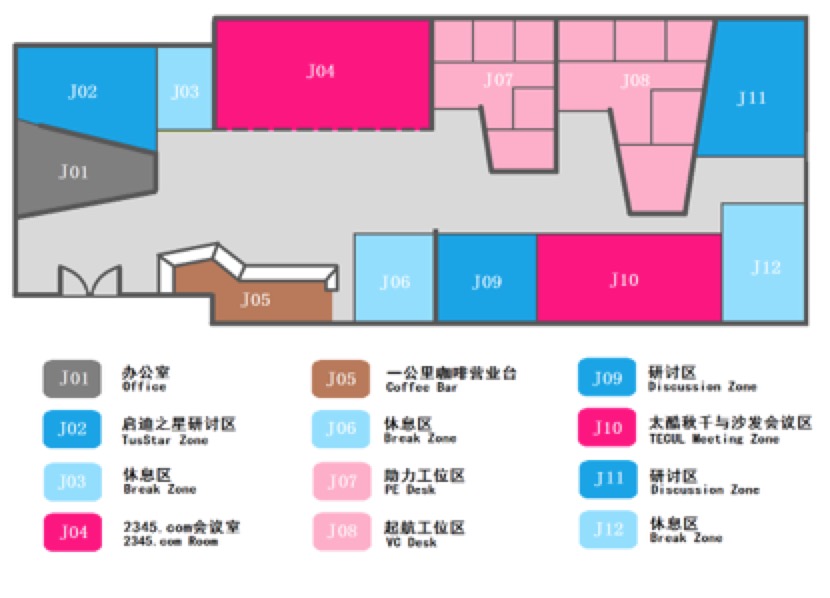 J04
J07
J08
J02
J03
J11
J01
J12
J06
J09
J10
J05
J01
办公室
Office
J05
一公里咖啡营业台
Coffee Bar
J09
研讨区
Discussion Zone
J02
启迪之星研讨区
TusStar Zone
J06
休息区
Break Zone
J10
太酷秋千与沙发会议区
TECUL Meeting Zone
J03
休息区
Break Zone
J07
助力工位区
PE Desk
J11
研讨区
Discussion Zone
J04
2345.com会议室
2345.com Room
J08
起航工位区
VC Desk
J12
休息区
Break Zone